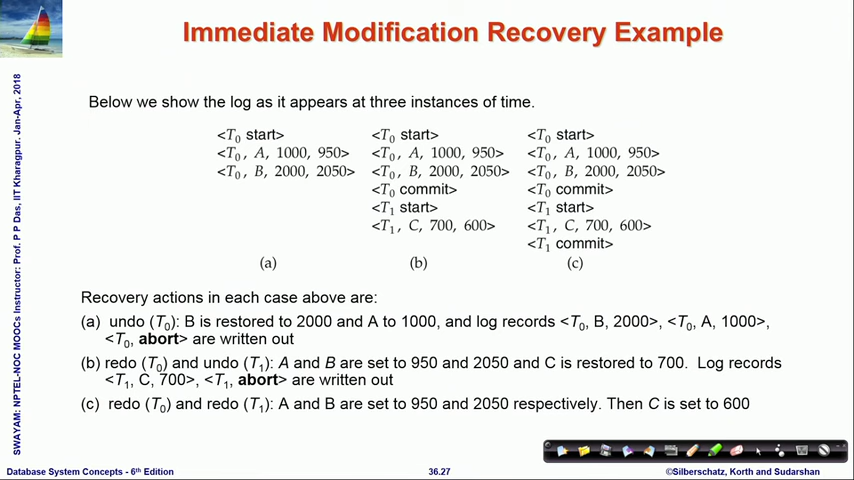 Immediate Modification Recovery Example
Below we show the log as it appears at three instances of time.
<T0 start> <T0 start> <T0 start>
<T0, A, 1000, 950> <T0, A, 1000, 950> <T0, A, 1000, 950>
<T0, B, 2000, 2050> <T0, B, 2000, 2050> <T0, B, 2000, 2050>
<T0 commit> <T0 commit>
<T1 start> <T1 start>
<T1, C, 700, 600> <T1, C, 700, 600>
<T1 commit>
(a) (b) (c)
Recovery actions in each case above are:
(a) undo (T0): B is restored to 2000 and A to 1000, and log records <T0, B, 2000>, <T0, A, 1000>,
<T0, abort> are written out
(b) redo (T0) and undo (T1): A and B are set to 950 and 2050 and C is restored to 700. Log records
<T1, C, 700>, <T1, abort> are written out
(c) redo (T0) and redo (T1): A and B are set to 950 and 2050 respectively. Then C is set to 600
SWAYAM: NPTEL-NOC MOOCs Instructor: Prof. P P Das, IIT Kharagpur. Jan-Apr, 2018
Database System Concepts - 6th Edition 36.27 ©Silberschatz, Korth and Sudarshan